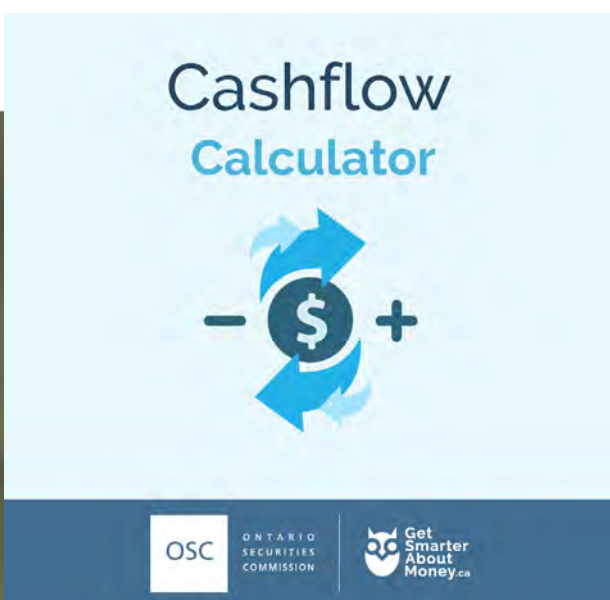 Cashflow
Calculator
- $ +
OSC
ONTARIO
SECURITIES
COMMISSION
Get
Smarter
About
Money.ca